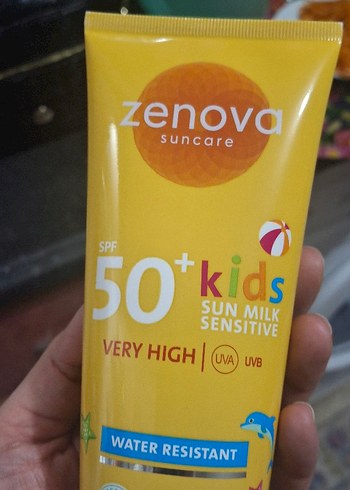 zenova
suncare
SPF
50+
kids
SUN MILK
SENSITIVE
VERY HIGH | UVA UVB
WATER RESISTANT